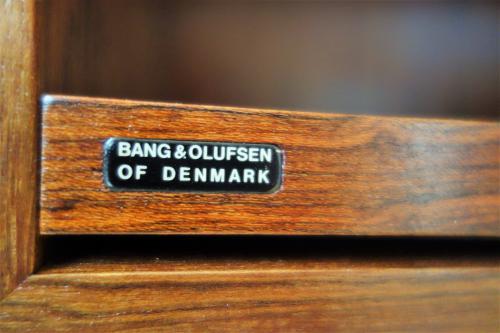 BANG & OLUFSEN
OF DENMARK